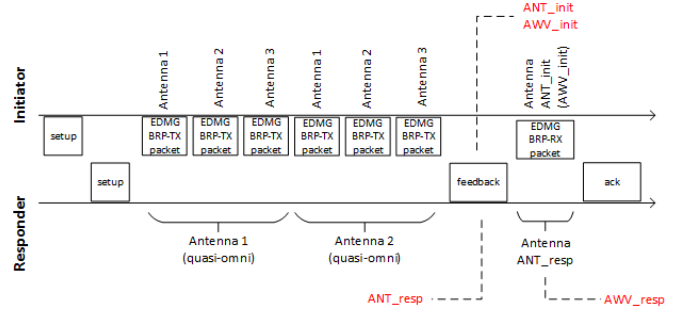 ANT_init
AWV_init
Initiator
Antenna 1
Antenna 2
Antenna 3
Antenna 1
Antenna 2
Antenna 3
Antenna
ANT_init
(AWV_init)
setup
EDMG
BRP-TX
packet
EDMG
BRP-TX
packet
EDMG
BRP-TX
packet
EDMG
BRP-TX
packet
EDMG
BRP-TX
packet
EDMG
BRP-TX
packet
EDMG
BRP-RX
packet
setup
feedback
ack
Responder
Antenna 1
(quasi-omni)
Antenna 2
(quasi-omni)
Antenna
ANT_resp
ANT_resp
AWV_resp